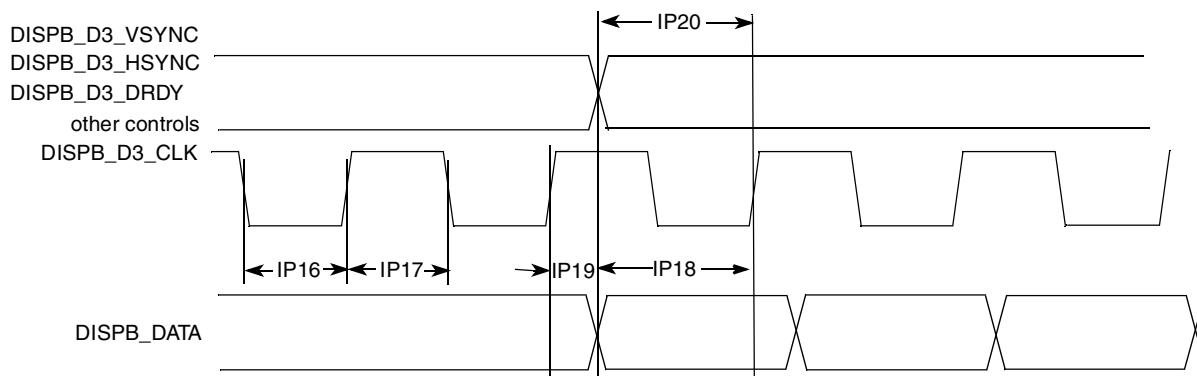 IP20
DISPB_D3_VSYNC
DISPB_D3_HSYNC
DISPB_D3_DRDY
other controls
DISPB_D3_CLK
IP16
IP17
IP19
IP18
DISPB_DATA